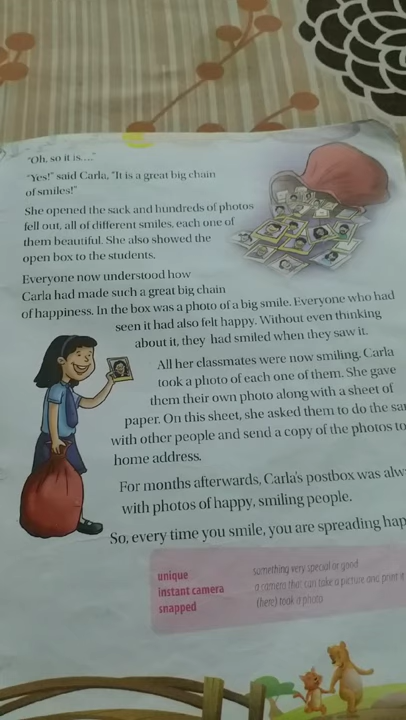 "Oh, so it is...."
"Yes!" said Carla, "It is a great big chain
of smiles!"
She opened the sack and hundreds of photos
fell out, all of different smiles, each one of
them beautiful. She also showed the
open box to the students.
Everyone now understood how
Carla had made such a great big chain
of happiness. In the box was a photo of a big smile. Everyone who had
seen it had also felt happy. Without even thinking
about it, they had smiled when they saw it.
All her classmates were now smiling. Carla
took a photo of each one of them. She gave
them their own photo along with a sheet of
paper. On this sheet, she asked them to do the sa
with other people and send a copy of the photos to
home address.
For months afterwards, Carla's postbox was alw
with photos of happy, smiling people.
So, every time you smile, you are spreading hap
unique something very special or good
instant camera a camera that can take a picture and print it
snapped (here) took a photo